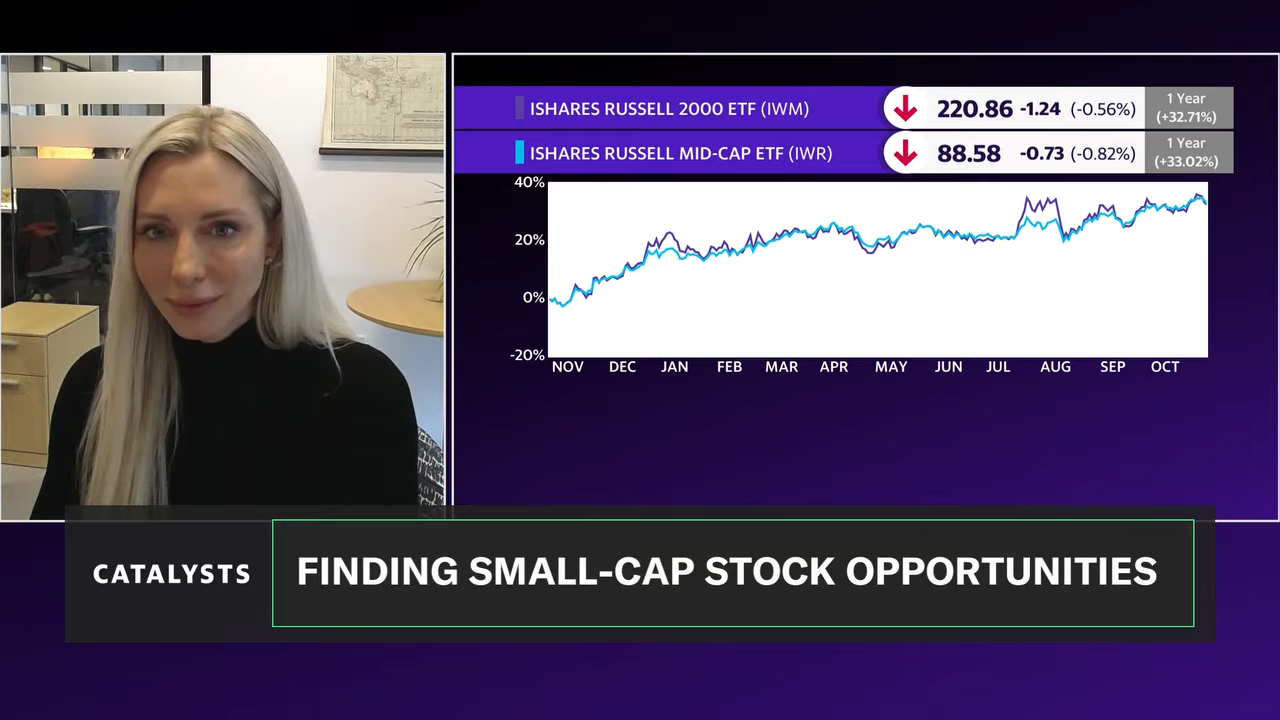 ISHARES RUSSELL 2000 ETF (IWM) 220.86 -1.24 (-0.56%) 1 Year (+32.71%)
ISHARES RUSSELL MID-CAP ETF (IWR) 88.58 -0.73 (-0.82%) 1 Year (+33.02%)
40%
20%
0%
-20%
NOV DEC JAN FEB MAR APR MAY JUN JUL AUG SEP OCT
CATALYSTS
FINDING SMALL-CAP STOCK OPPORTUNITIES